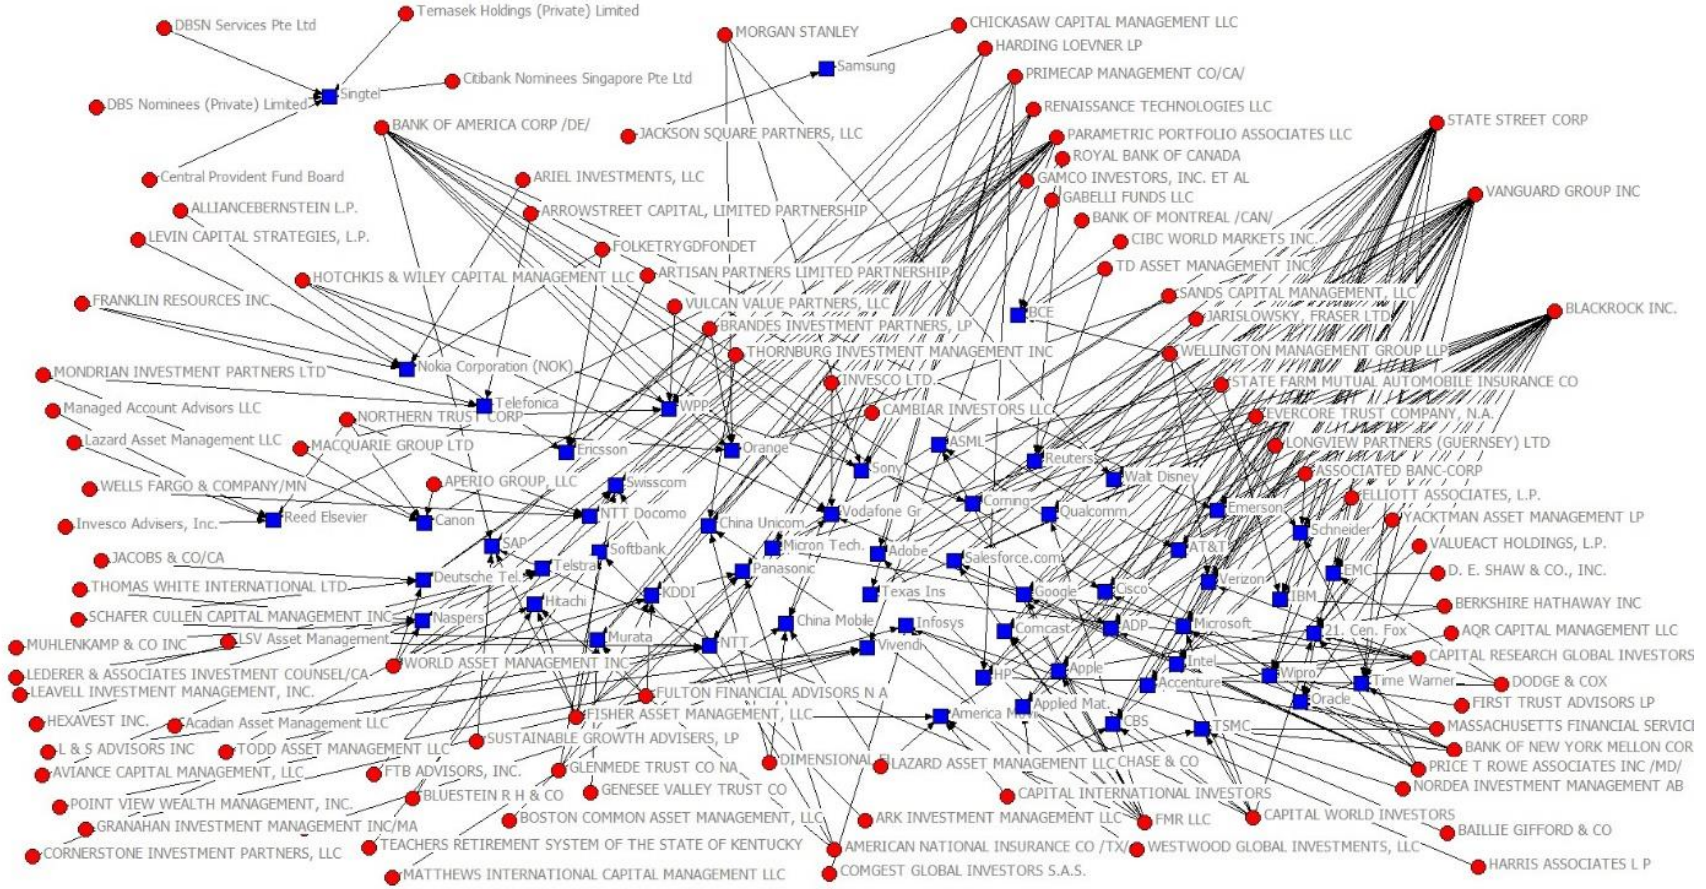 DBSN Services Pte Ltd
Temasek Holdings (Private) Limited
MORGAN STANLEY
CHICKASAW CAPITAL MANAGEMENT LLC
HARDING LOEVNER LP
Samsung
Citibank Nominees Singapore Pte Ltd
PRIMECAP MANAGEMENT CO/CA/
Singtel
DBS Nominees (Private) Limited
RENAISSANCE TECHNOLOGIES LLC
STATE STREET CORP
BANK OF AMERICA CORP /DE/
JACKSON SQUARE PARTNERS, LLC
PARAMETRIC PORTFOLIO ASSOCIATES LLC
ROYAL BANK OF CANADA
Central Provident Fund Board
ARIEL INVESTMENTS, LLC
GAMCO INVESTORS, INC. ET AL
VANGUARD GROUP INC
GABELLI FUNDS LLC
ALLIANCEBERNSTEIN L.P.
ARROWSTREET CAPITAL, LIMITED PARTNERSHIP
BANK OF MONTREAL /CAN/
LEVIN CAPITAL STRATEGIES, L.P.
FOLKETRYGDFONDET
CIBC WORLD MARKETS INC.
TD ASSET MANAGEMENT INC
HOTCHKIS & WILEY CAPITAL MANAGEMENT LLC
ARTISAN PARTNERS LIMITED PARTNERSHIP
SANDS CAPITAL MANAGEMENT, LLC
FRANKLIN RESOURCES INC
VULCAN VALUE PARTNERS, LLC
BCE
JARISLOWSKY, FRASER LTD
BLACKROCK INC.
BRANDES INVESTMENT PARTNERS, LP
THORNBURG INVESTMENT MANAGEMENT INC
WELLINGTON MANAGEMENT GROUP LLP
Nokia Corporation (NOK)
MONDRIAN INVESTMENT PARTNERS LTD
INVESCO LTD.
STATE FARM MUTUAL AUTOMOBILE INSURANCE CO
Managed Account Advisors LLC
Telefonica
WPP
CAMBIAR INVESTORS LLC
NORTHERN TRUST CORP
EVERCORE TRUST COMPANY, N.A.
Lazard Asset Management LLC
MACQUARIE GROUP LTD
Ericsson
Orange
ASML
LONGVIEW PARTNERS (GUERNSEY) LTD
Sony
Reuters
ASSOCIATED BANC-CORP
WELLS FARGO & COMPANY/MN
APERIO GROUP, LLC
Swisscom
Walt Disney
ELLIOTT ASSOCIATES, L.P.
Corning
Emerson
Invesco Advisers, Inc.
Reed Elsevier
Canon
NTT Docomo
China Unicom
Vodafone Gr
Qualcomm
YACKTMAN ASSET MANAGEMENT LP
Schneider
SAP
Softbank
Micron Tech.
Adobe
AT&T
VALUEACT HOLDINGS, L.P.
JACOBS & CO/CA
Telstra
Panasonic
Salesforce.com
EMC
D. E. SHAW & CO., INC.
THOMAS WHITE INTERNATIONAL LTD
Deutsche Tel.
KDDI
Texas Ins
Google
Cisco
Verizon
IBM
BERKSHIRE HATHAWAY INC
Hitachi
SCHAFER CULLEN CAPITAL MANAGEMENT INC
Naspers
China Mobile
Infosys
Comcast
ADP
Microsoft
21. Cen. Fox
AQR CAPITAL MANAGEMENT LLC
MUHLENKAMP & CO INC
LSV Asset Management
Murata
NTT
Vivendi
CAPITAL RESEARCH GLOBAL INVESTORS
WORLD ASSET MANAGEMENT INC
LEDERER & ASSOCIATES INVESTMENT COUNSEL/CA
HP
Apple
Intel
Accenture
Wipro
Time Warner
DODGE & COX
LEAVELL INVESTMENT MANAGEMENT, INC.
FULTON FINANCIAL ADVISORS N A
Applied Mat.
Oracle
FIRST TRUST ADVISORS LP
HEXAVEST INC.
Acadian Asset Management LLC
FISHER ASSET MANAGEMENT, LLC
America
CBS
TSMC
MASSACHUSETTS FINANCIAL SERVIC
L & S ADVISORS INC
TODD ASSET MANAGEMENT LLC
SUSTAINABLE GROWTH ADVISERS, LP
BANK OF NEW YORK MELLON COR
AVIANCE CAPITAL MANAGEMENT, LLC
FTB ADVISORS, INC.
GLENMEDE TRUST CO NA
DIMENSIONAL
LAZARD ASSET MANAGEMENT LLC
CHASE & CO
PRICE T ROWE ASSOCIATES INC /MD/
NORDEA INVESTMENT MANAGEMENT AB
POINT VIEW WEALTH MANAGEMENT, INC.
BLUESTEIN R H & CO
GENESEE VALLEY TRUST CO
CAPITAL INTERNATIONAL INVESTORS
GRANAHAN INVESTMENT MANAGEMENT INC/MA
BOSTON COMMON ASSET MANAGEMENT, LLC
ARK INVESTMENT MANAGEMENT LLC
FMR LLC
CAPITAL WORLD INVESTORS
BAILLIE GIFFORD & CO
CORNERSTONE INVESTMENT PARTNERS, LLC
TEACHERS RETIREMENT SYSTEM OF THE STATE OF KENTUCKY
AMERICAN NATIONAL INSURANCE CO /TX/
WESTWOOD GLOBAL INVESTMENTS, LLC
MATTHEWS INTERNATIONAL CAPITAL MANAGEMENT LLC
COMGEST GLOBAL INVESTORS S.A.S.
HARRIS ASSOCIATES L P